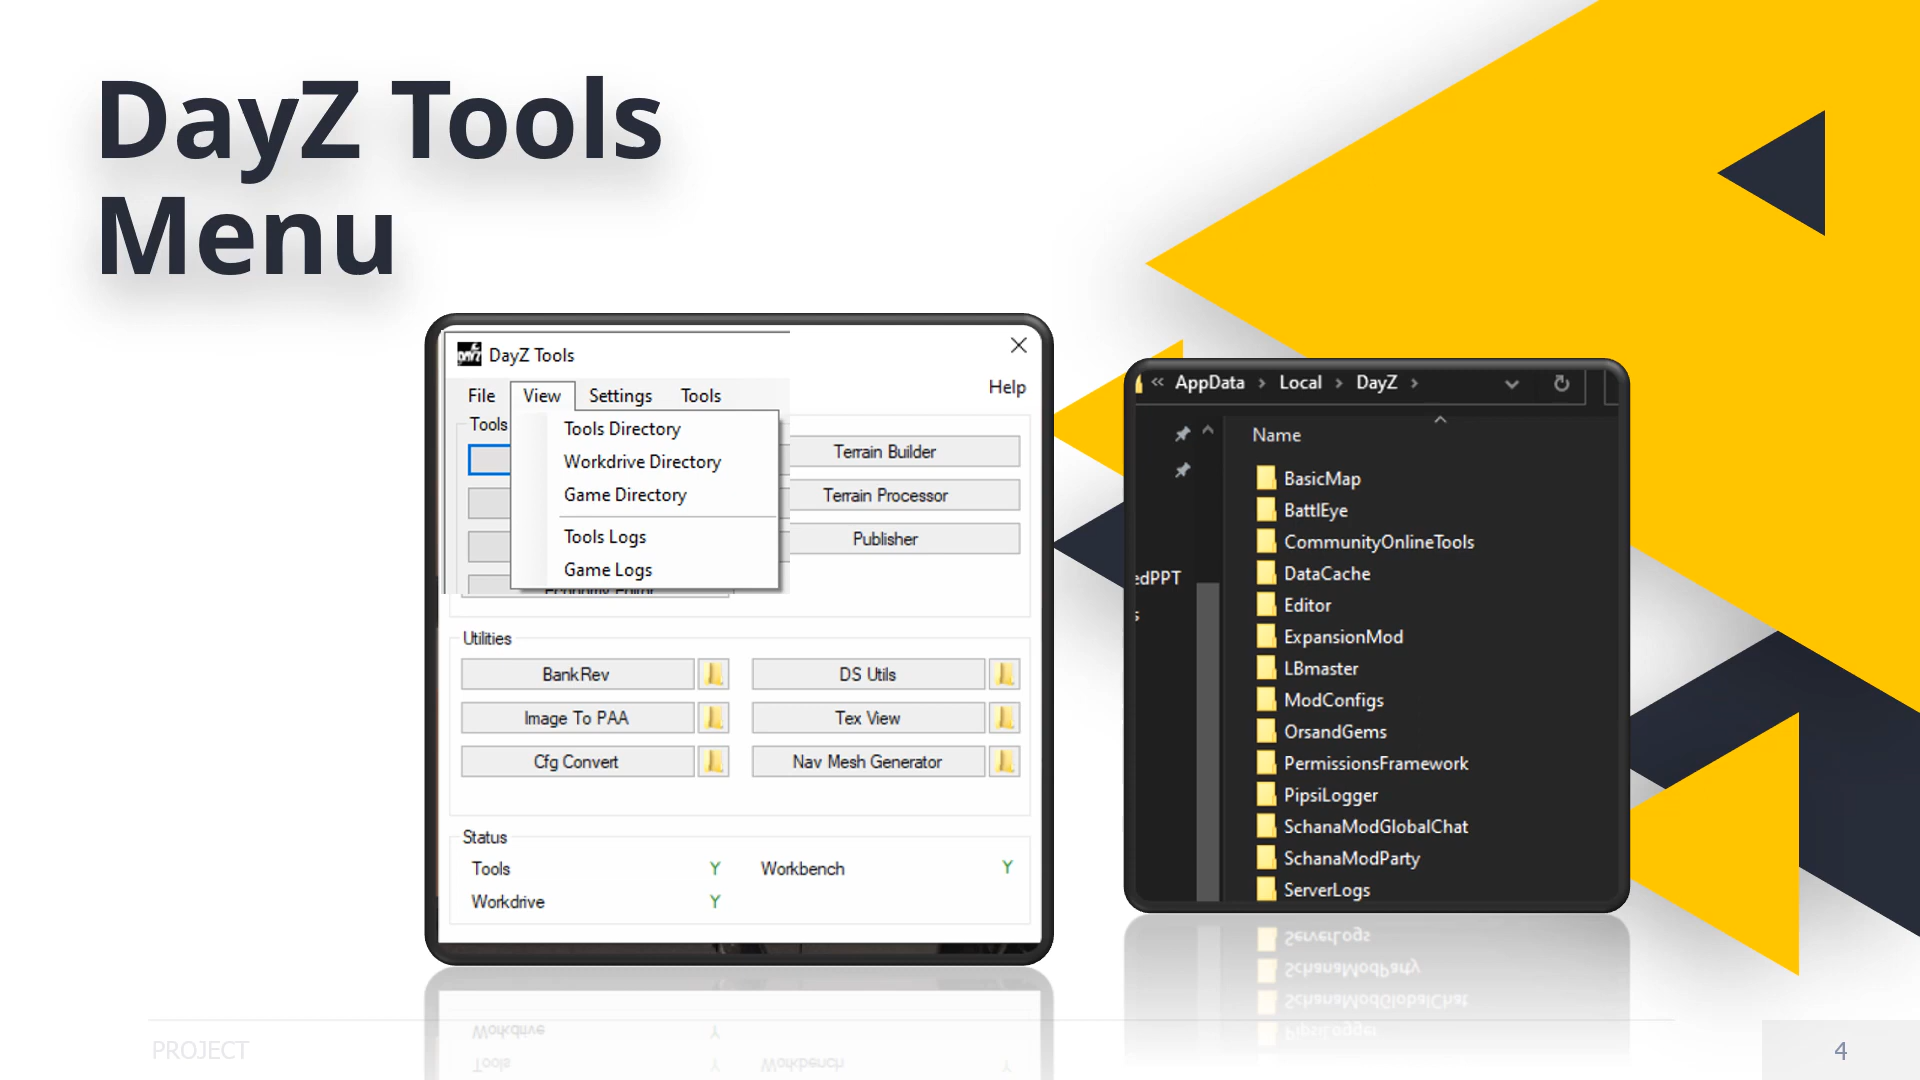 DayZ Tools
Menu
DayZ Tools
File View Settings Tools
Help
Tools
Tools Directory
Workdrive Directory
Game Directory
Tools Logs
Game Logs
Terrain Builder
Terrain Processor
Publisher
Economy Editor
Utilities
BankRev
DS Utils
Image To PAA
Tex View
Cfg Convert
Nav Mesh Generator
Status
Tools Y Workbench Y
Workdrive Y
« AppData > Local > DayZ >
Name
edPPT
s
BasicMap
BattlEye
CommunityOnlineTools
DataCache
Editor
ExpansionMod
LBmaster
ModConfigs
OrsandGems
PermissionsFramework
PipsiLogger
SchanaModGlobalChat
SchanaModParty
ServerLogs
PROJECT
4